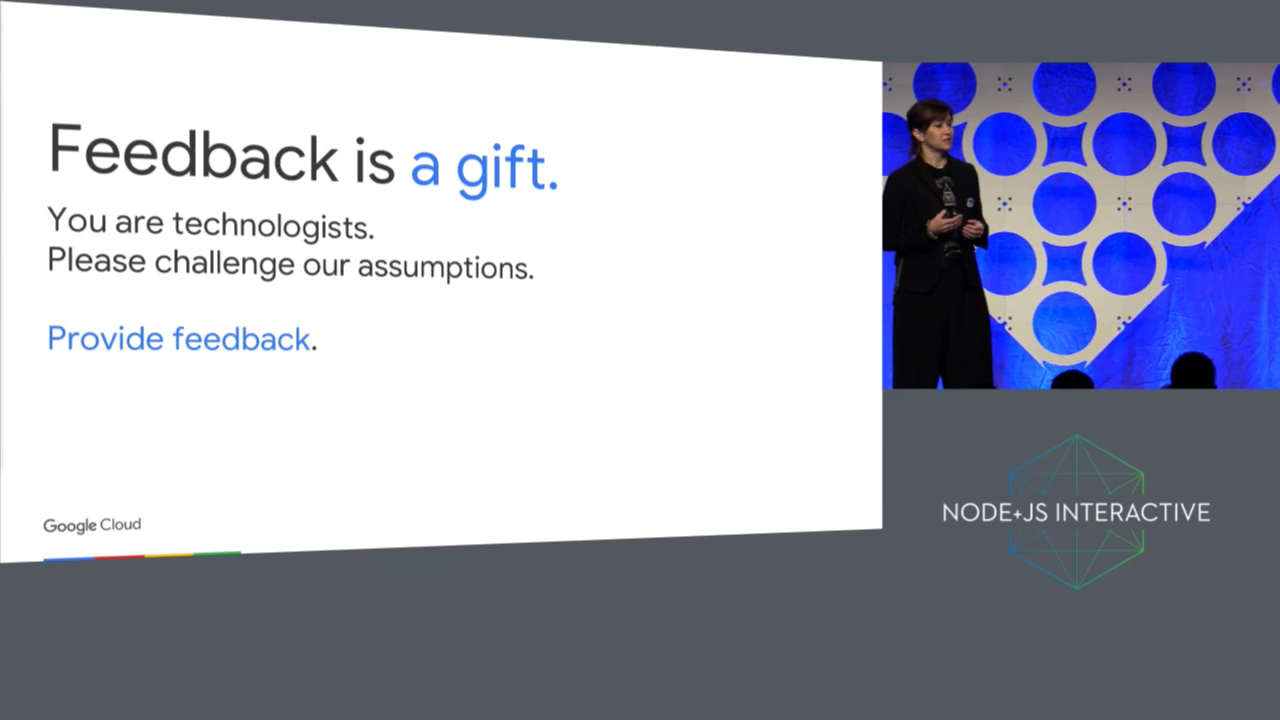 Feedback is a gift.
You are technologists.
Please challenge our assumptions.
Provide feedback.
Google Cloud
NODE+JS INTERACTIVE